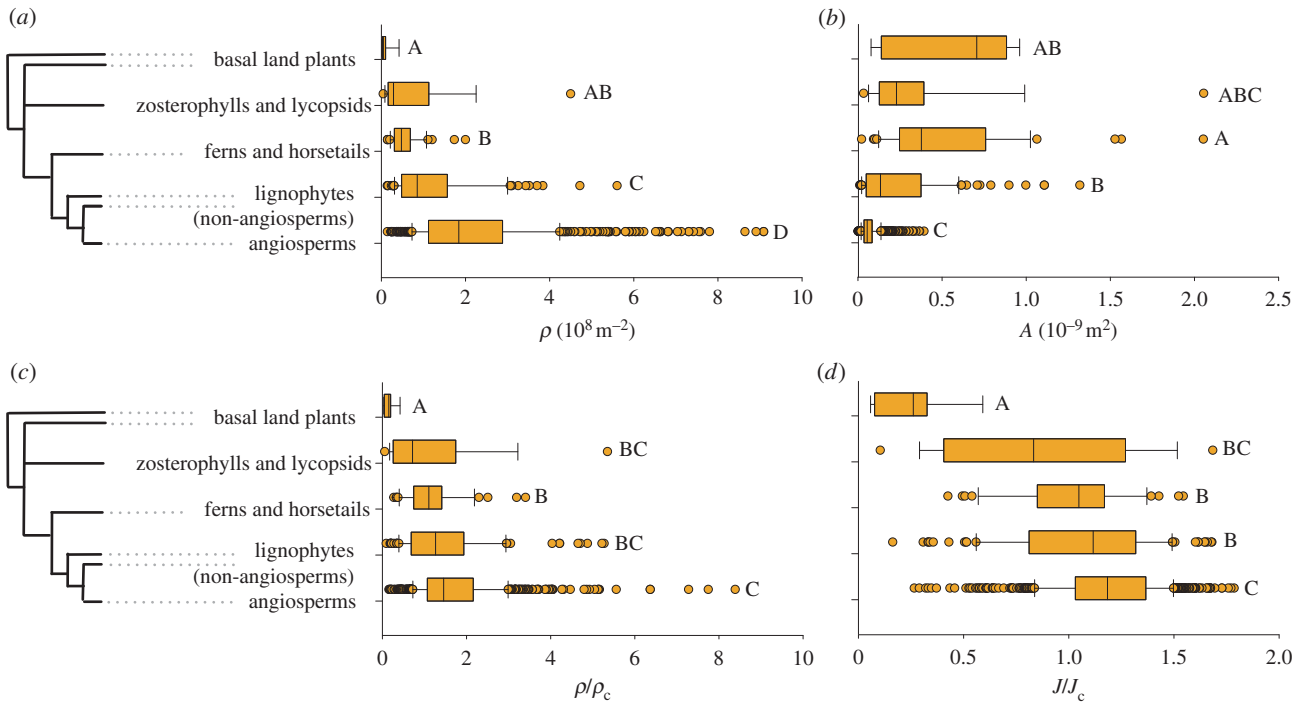 (a)
basal land plants
zosterophylls and lycopsids
ferns and horsetails
lignophytes
(non-angiosperms)
angiosperms
A
AB
B
C
D
0 2 4 6 8 10
ρ (10⁸ m⁻²)
(b)
AB
ABC
A
B
C
0 0.5 1.0 1.5 2.0 2.5
A (10⁻⁹ m²)
(c)
basal land plants
zosterophylls and lycopsids
ferns and horsetails
lignophytes
(non-angiosperms)
angiosperms
A
BC
B
BC
C
0 2 4 6 8 10
ρ/ρc
(d)
A
BC
B
B
C
0 0.5 1.0 1.5 2.0
J/Jc